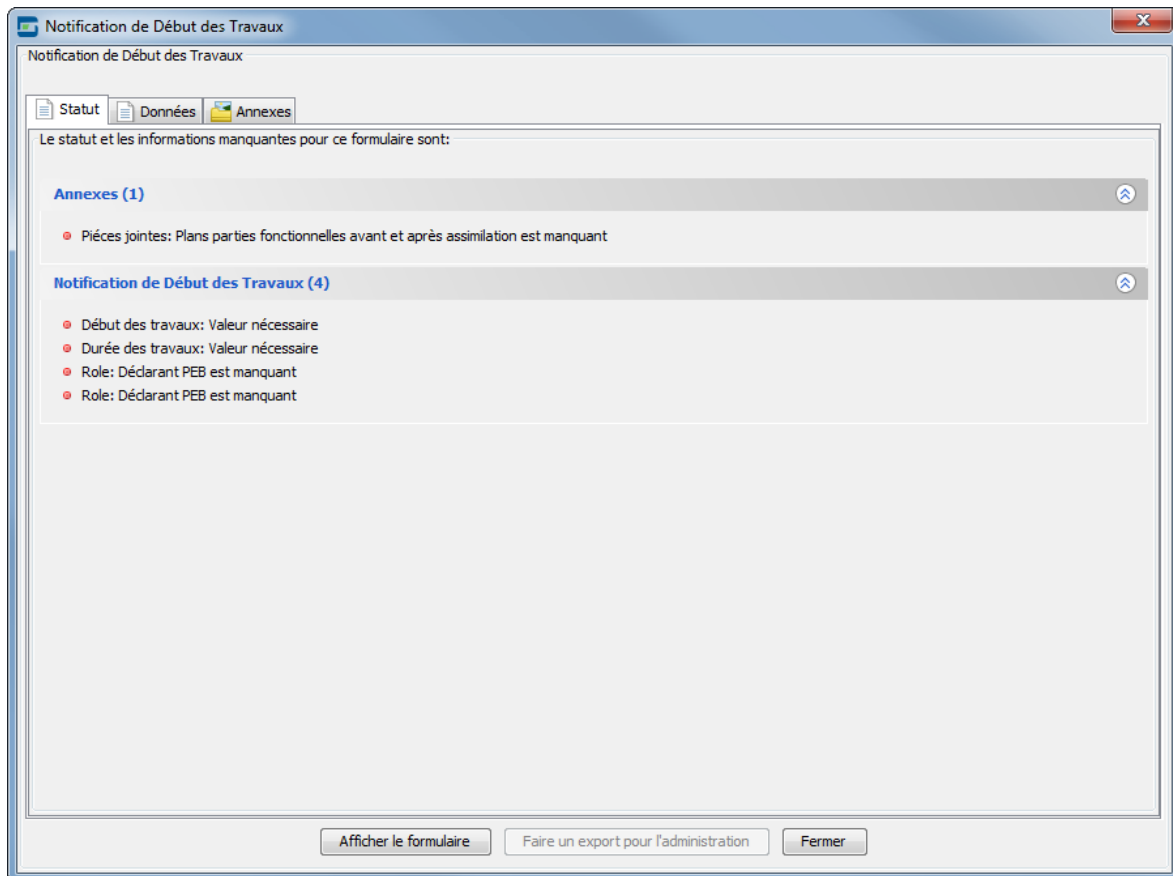 Notification de Début des Travaux
Notification de Début des Travaux
Statut
Données
Annexes
Le statut et les informations manquantes pour ce formulaire sont:
Annexes (1)
Piéces jointes: Plans parties fonctionnelles avant et après assimilation est manquant
Notification de Début des Travaux (4)
Début des travaux: Valeur nécessaire
Durée des travaux: Valeur nécessaire
Role: Déclarant PEB est manquant
Role: Déclarant PEB est manquant
Afficher le formulaire
Faire un export pour l'administration
Fermer